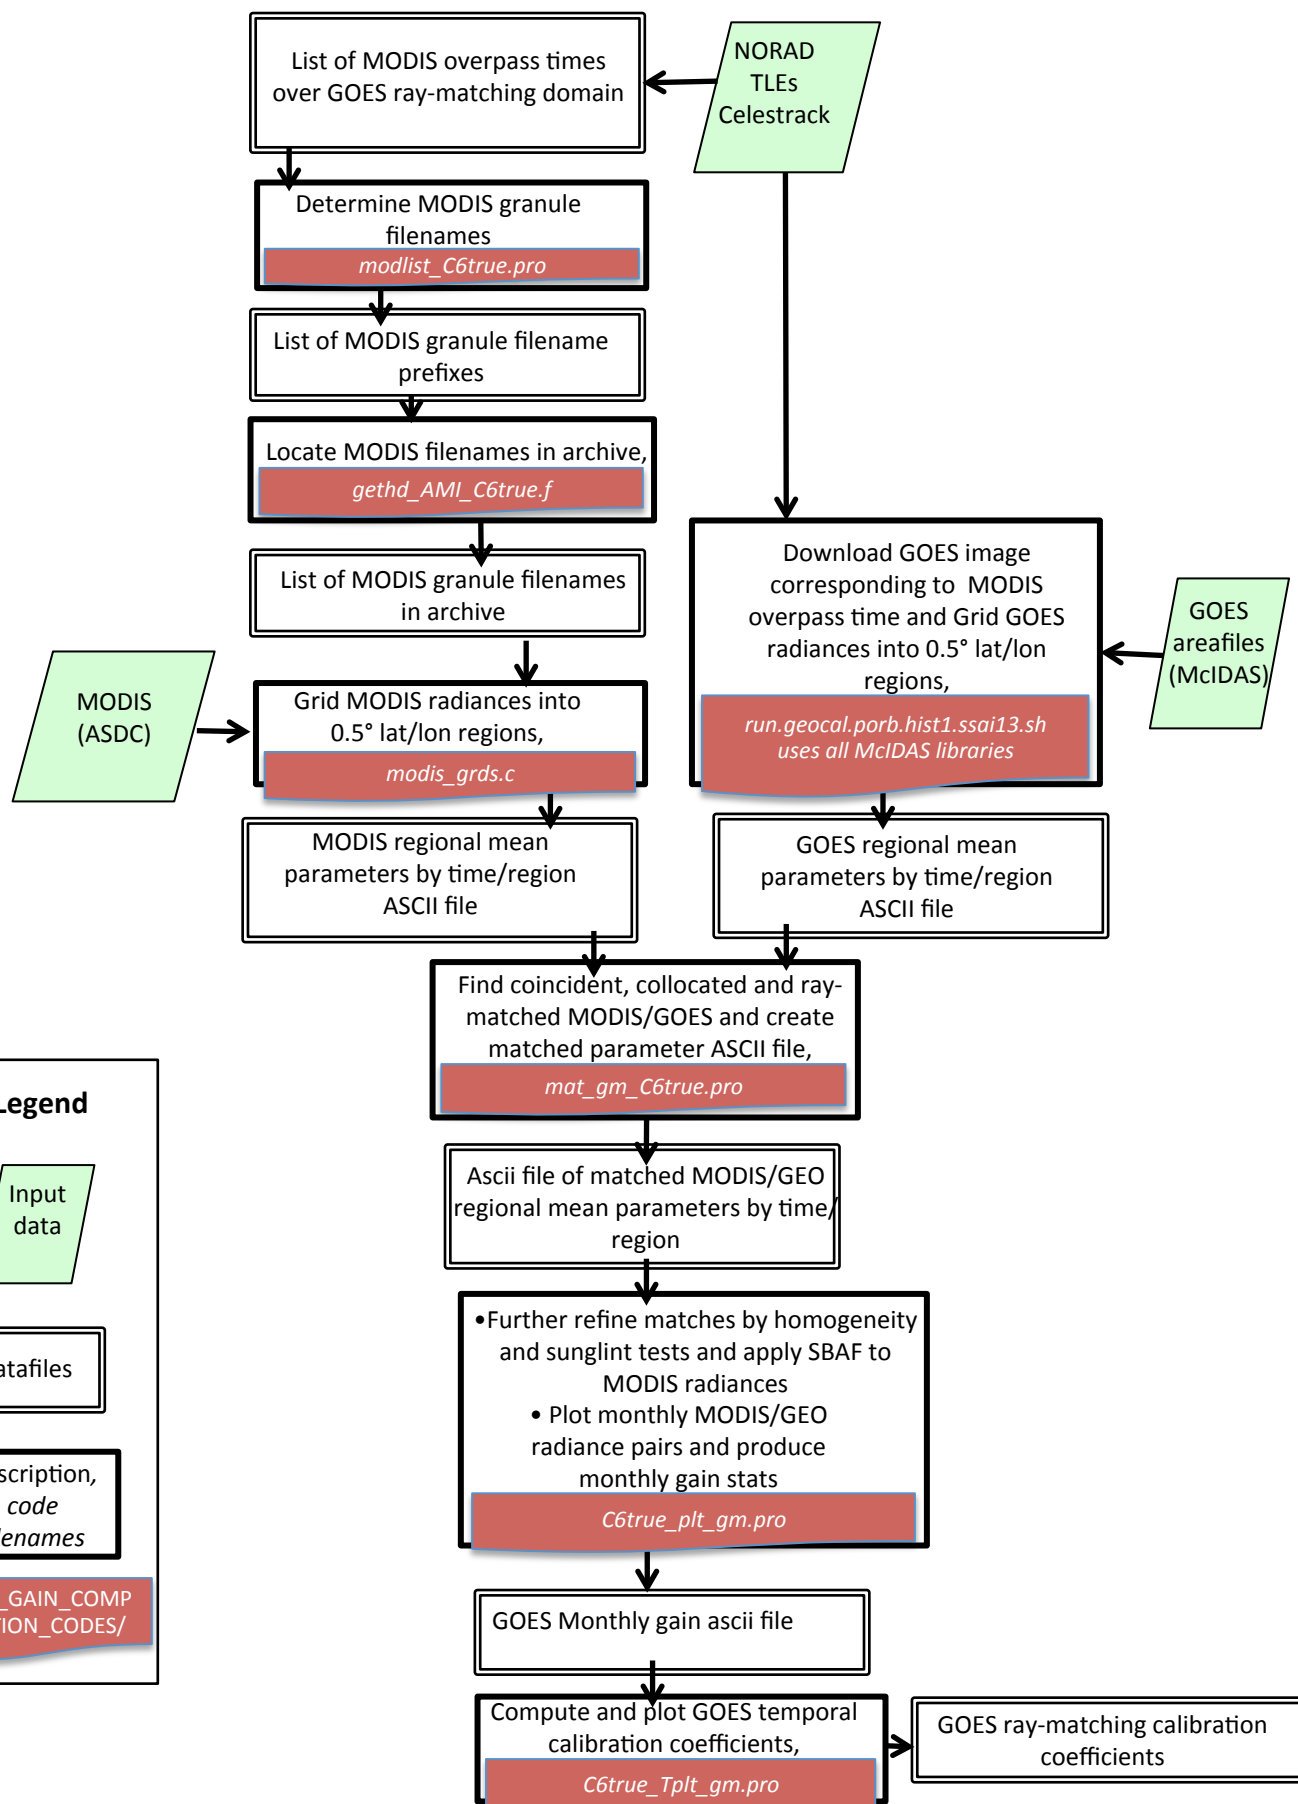 List of MODIS overpass times
over GOES ray-matching domain
NORAD
TLEs
Celestrack
Determine MODIS granule
filenames
modlist_C6true.pro
List of MODIS granule filename
prefixes
Locate MODIS filenames in archive,
gethd_AMI_C6true.f
List of MODIS granule filenames
in archive
Download GOES image
corresponding to MODIS
overpass time and Grid GOES
radiances into 0.5° lat/lon
regions,
run.geocal.porb.hist1.ssai13.sh
uses all McIDAS libraries
GOES
areafiles
(McIDAS)
MODIS
(ASDC)
Grid MODIS radiances into
0.5° lat/lon regions,
modis_grds.c
MODIS regional mean
parameters by time/region
ASCII file
GOES regional mean
parameters by time/region
ASCII file
Find coincident, collocated and ray-
matched MODIS/GOES and create
matched parameter ASCII file,
mat_gm_C6true.pro
Ascii file of matched MODIS/GEO
regional mean parameters by time/
region
•Further refine matches by homogeneity
and sunglint tests and apply SBAF to
MODIS radiances
• Plot monthly MODIS/GEO
radiance pairs and produce
monthly gain stats
C6true_plt_gm.pro
GOES Monthly gain ascii file
Compute and plot GOES temporal
calibration coefficients,
C6true_Tplt_gm.pro
GOES ray-matching calibration
coefficients
Legend
Input
data
atafiles
scription,
code
lenames
_GAIN_COMP
TION_CODES/